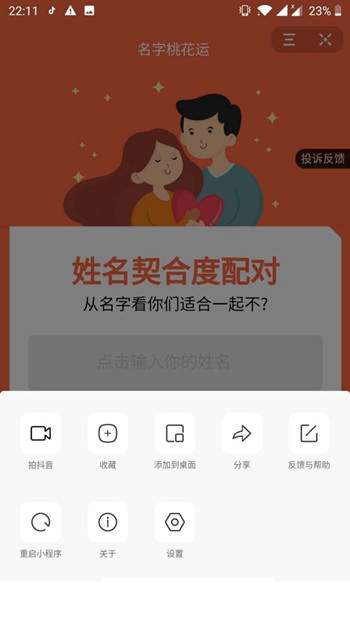 22:11
23%
名字桃花运
投诉反馈
姓名契合度配对
从名字看你们适合一起不?
点击输入你的姓名
拍抖音
收藏
添加到桌面
分享
反馈与帮助
重启小程序
关于
设置